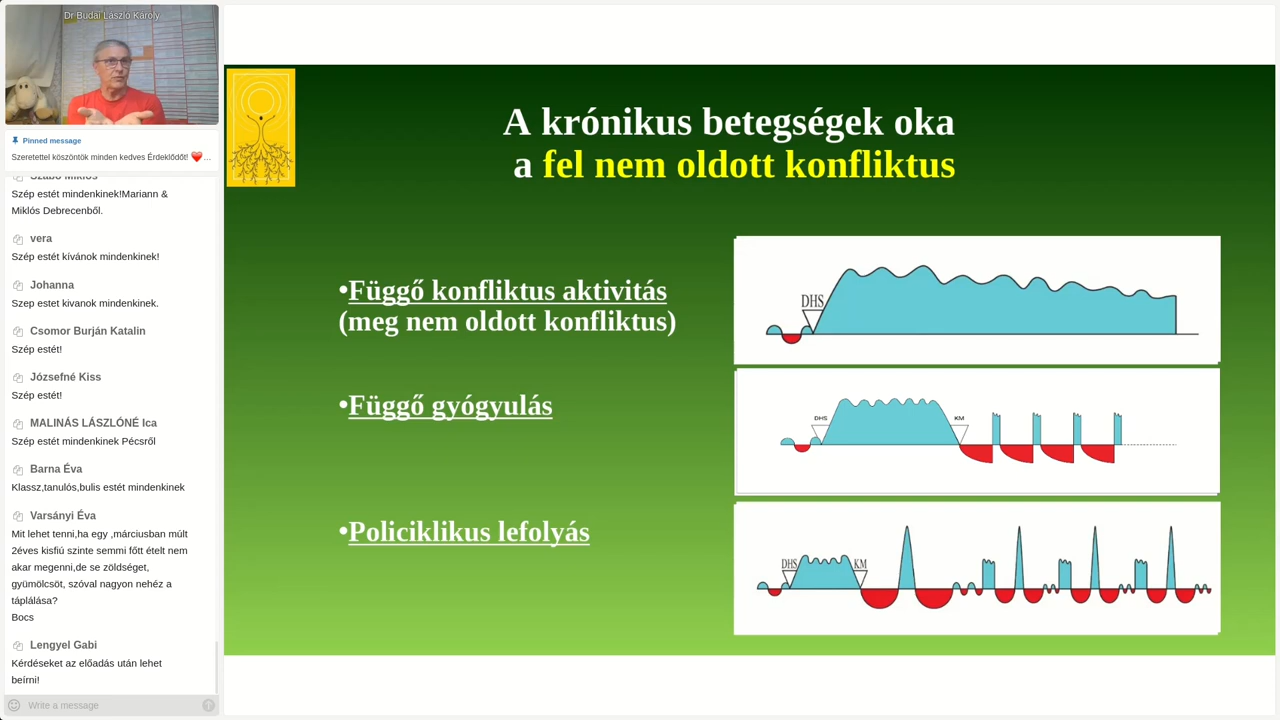 Dr Budai László Károly
Pinned message
Szeretettel köszöntök minden kedves Érdeklődőt! ❤️…
Szabó Miklós
Szép estét mindenkinek!Mariann &
Miklós Debrecenből.
vera
Szép estét kívánok mindenkinek!
Johanna
Szep estet kivanok mindenkinek.
Csomor Burján Katalin
Szép estét!
Józsefné Kiss
Szép estét!
MALINÁS LÁSZLÓNÉ Ica
Szép estét mindenkinek Pécsről
Barna Éva
Klassz,tanulós,bulis estét mindenkinek
Varsányi Éva
Mit lehet tenni,ha egy ,márciusban múlt
2éves kisfiú szinte semmi főtt ételt nem
akar megenni,de se zöldséget,
gyümölcsöt, szóval nagyon nehéz a
táplálása?
Bocs
Lengyel Gabi
Kérdéseket az előadás után lehet
beírni!
Write a message
A krónikus betegségek oka
a fel nem oldott konfliktus
•Függő konfliktus aktivitás
(meg nem oldott konfliktus)
DHS
•Függő gyógyulás
DHS KM
•Policiklikus lefolyás
DHS KM